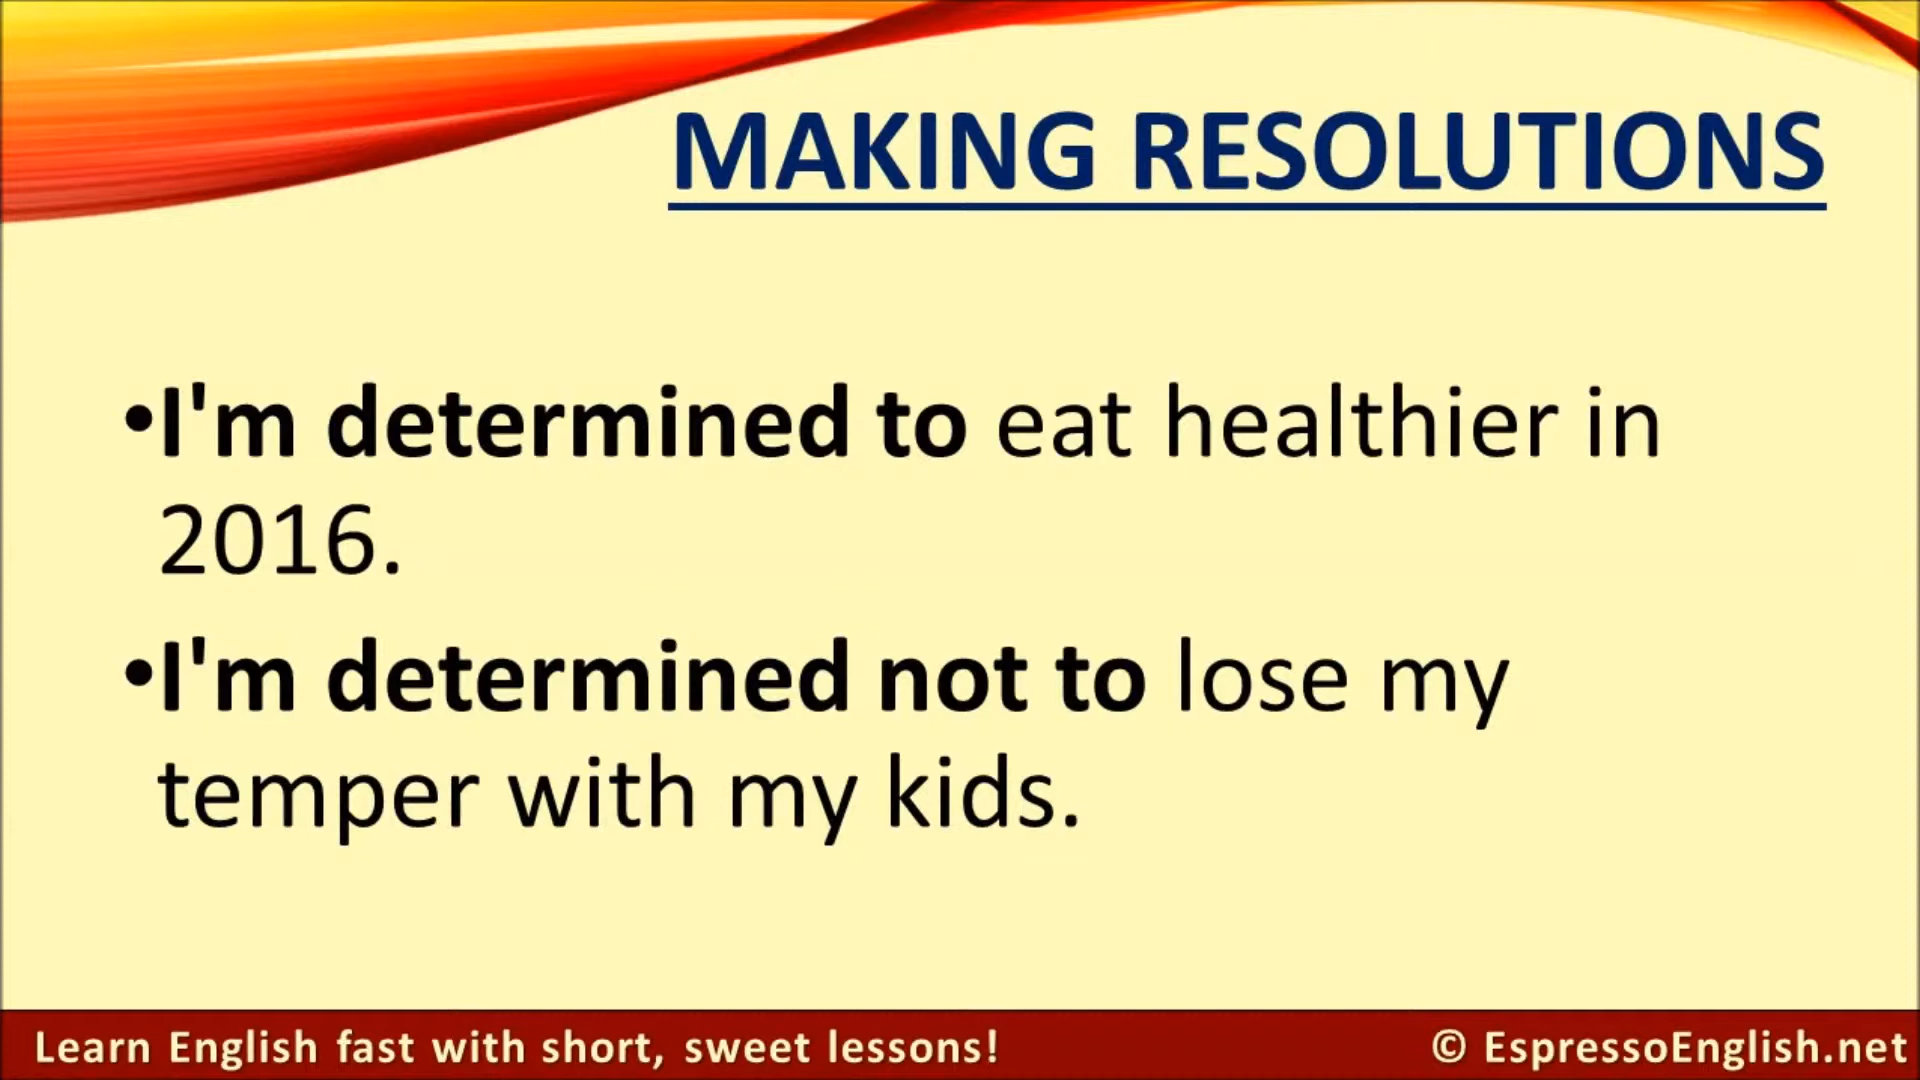 MAKING RESOLUTIONS
•I'm determined to eat healthier in
2016.
•I'm determined not to lose my
temper with my kids.
Learn English fast with short, sweet lessons!
© EspressoEnglish.net